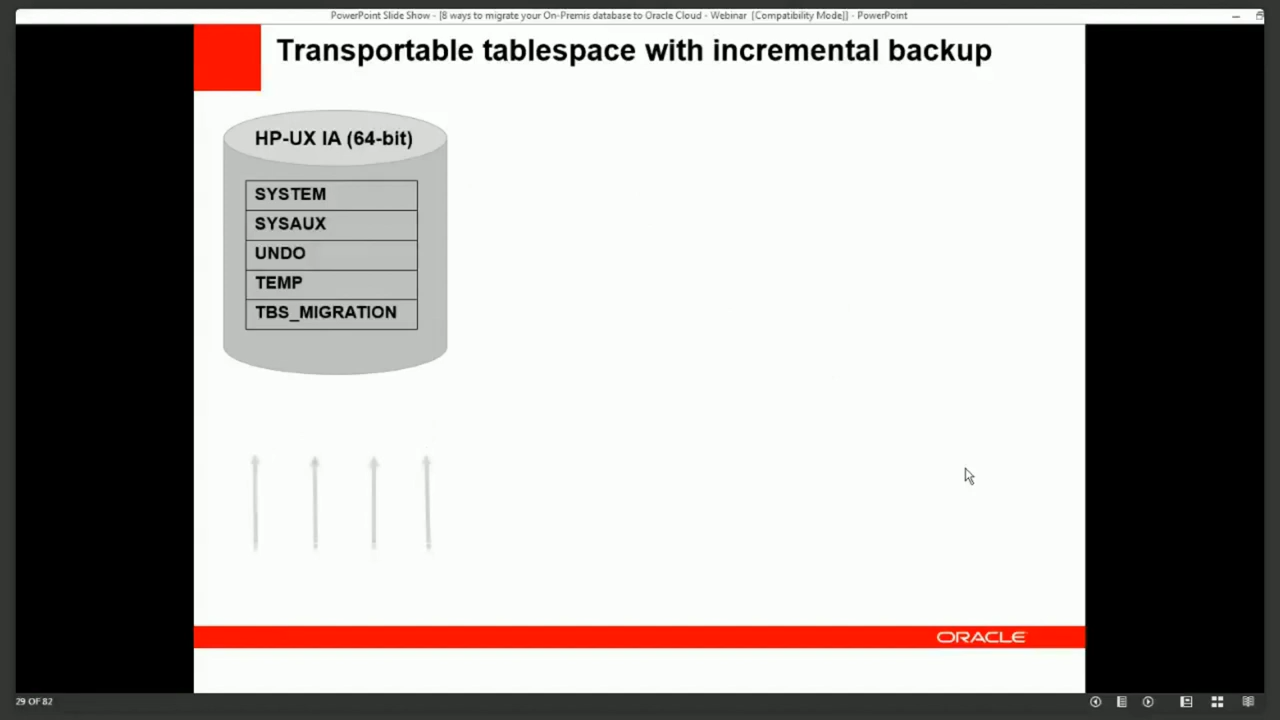 PowerPoint Slide Show - [8 ways to migrate your On-Premis database to Oracle Cloud - Webinar [Compatibility Mode]] - PowerPoint
Transportable tablespace with incremental backup
HP-UX IA (64-bit)
SYSTEM
SYSAUX
UNDO
TEMP
TBS_MIGRATION
ORACLE
29 OF 82